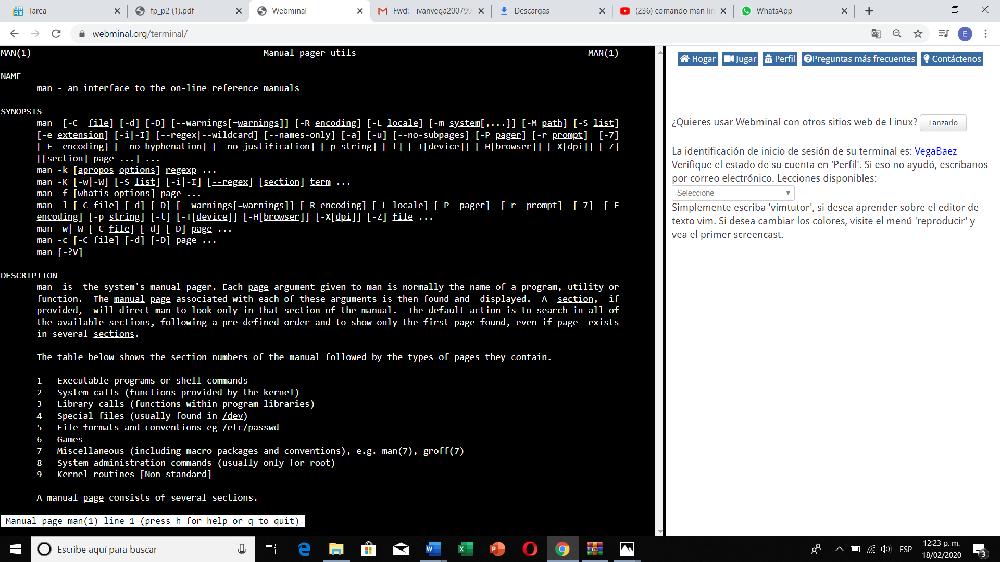 Tarea
fp_p2 (1).pdf
Webminal
Fwd: - ivanvega200799
Descargas
(236) comando man lin
WhatsApp
webminal.org/terminal/
E
MAN(1) Manual pager utils MAN(1)
NAME
man - an interface to the on-line reference manuals
SYNOPSIS
man [-C file] [-d] [-D] [--warnings[=warnings]] [-R encoding] [-L locale] [-m system[,...]] [-M path] [-S list]
[-e extension] [-i|-I] [--regex|--wildcard] [--names-only] [-a] [-u] [--no-subpages] [-P pager] [-r prompt] [-7]
[-E encoding] [--no-hyphenation] [--no-justification] [-p string] [-t] [-T[device]] [-H[browser]] [-X[dpi]] [-Z]
[[section] page ...] ...
man -k [apropos options] regexp ...
man -K [-w|-W] [-S list] [-i|-I] [--regex] [section] term ...
man -f [whatis options] page ...
man -l [-C file] [-d] [-D] [--warnings[=warnings]] [-R encoding] [-L locale] [-P pager] [-r prompt] [-7] [-E
encoding] [-p string] [-t] [-T[device]] [-H[browser]] [-X[dpi]] [-Z] file ...
man -w|-W [-C file] [-d] [-D] page ...
man -c [-C file] [-d] [-D] page ...
man [-?V]
DESCRIPTION
man is the system's manual pager. Each page argument given to man is normally the name of a program, utility or
function. The manual page associated with each of these arguments is then found and displayed. A section, if
provided, will direct man to look only in that section of the manual. The default action is to search in all of
the available sections, following a pre-defined order and to show only the first page found, even if page exists
in several sections.
The table below shows the section numbers of the manual followed by the types of pages they contain.
1 Executable programs or shell commands
2 System calls (functions provided by the kernel)
3 Library calls (functions within program libraries)
4 Special files (usually found in /dev)
5 File formats and conventions eg /etc/passwd
6 Games
7 Miscellaneous (including macro packages and conventions), e.g. man(7), groff(7)
8 System administration commands (usually only for root)
9 Kernel routines [Non standard]
A manual page consists of several sections.
Manual page man(1) line 1 (press h for help or q to quit)
Hogar Jugar Perfil Preguntas más frecuentes Contáctenos
¿Quieres usar Webminal con otros sitios web de Linux? Lanzarlo
La identificación de inicio de sesión de su terminal es: VegaBaez
Verifique el estado de su cuenta en 'Perfil'. Si eso no ayudó, escríbanos
por correo electrónico. Lecciones disponibles:
Seleccione
Simplemente escriba 'vimtutor', si desea aprender sobre el editor de
texto vim. Si desea cambiar los colores, visite el menú 'reproducir' y
vea el primer screencast.
Escribe aquí para buscar
ESP
12:23 p. m.
18/02/2020
3